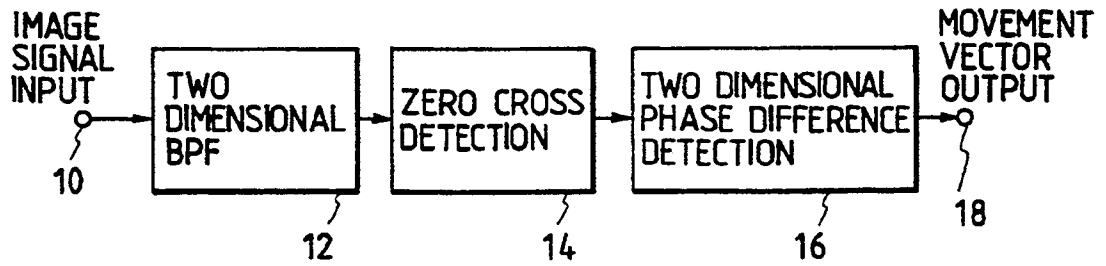 IMAGE
SIGNAL
INPUT
10
TWO
DIMENSIONAL
BPF
12
ZERO CROSS
DETECTION
14
TWO DIMENSIONAL
PHASE DIFFERENCE
DETECTION
16
MOVEMENT
VECTOR
OUTPUT
18